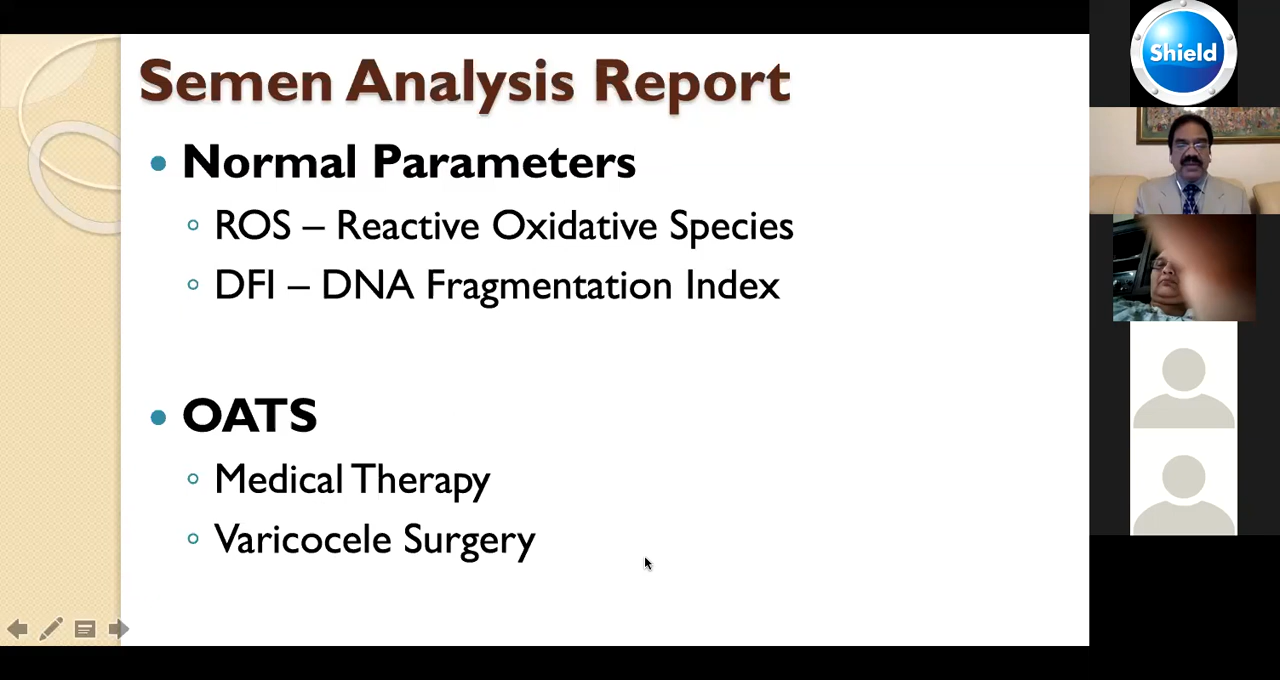 Semen Analysis Report
Normal Parameters
ROS – Reactive Oxidative Species
DFI – DNA Fragmentation Index
OATS
Medical Therapy
Varicocele Surgery
Shield